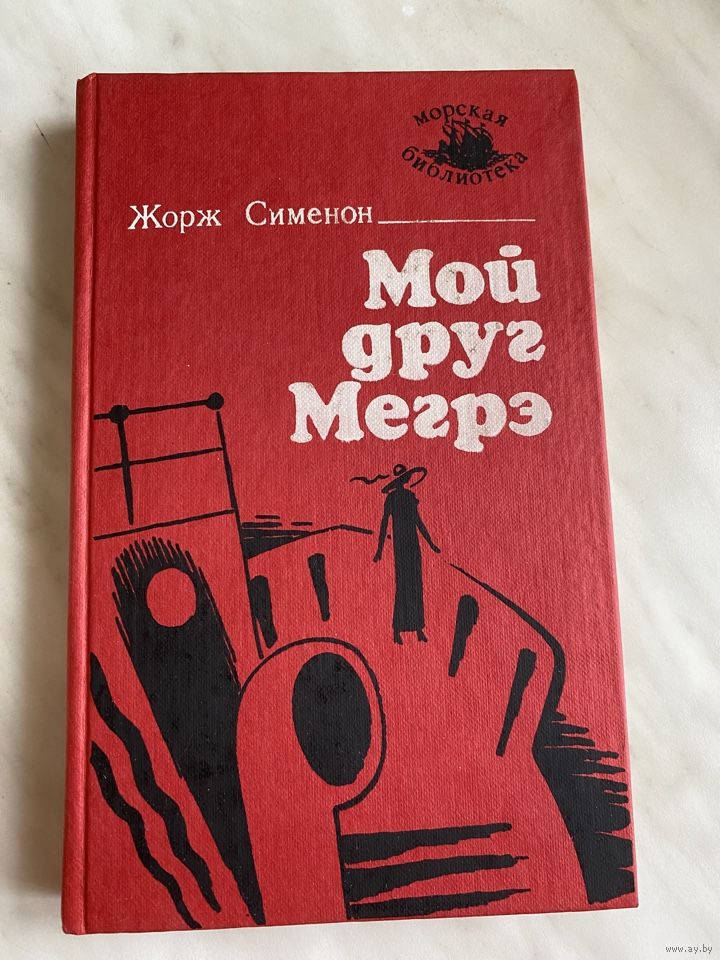 морская
библиотека
Жорж Сименон
Мой
друг
Мегрэ
www.ay.by